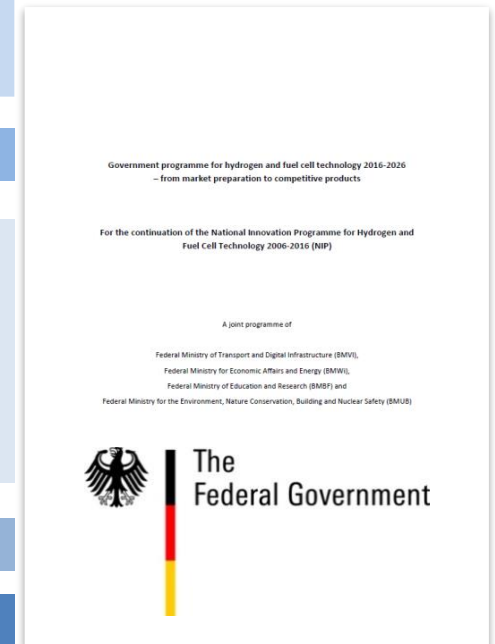 Government programme for hydrogen and fuel cell technology 2016-2026
– from market preparation to competitive products
For the continuation of the National Innovation Programme for Hydrogen and
Fuel Cell Technology 2006-2016 (NIP)
A joint programme of
Federal Ministry of Transport and Digital Infrastructure (BMVI),
Federal Ministry for Economic Affairs and Energy (BMWi),
Federal Ministry of Education and Research (BMBF) and
Federal Ministry for the Environment, Nature Conservation, Building and Nuclear Safety (BMUB)
The
Federal Government